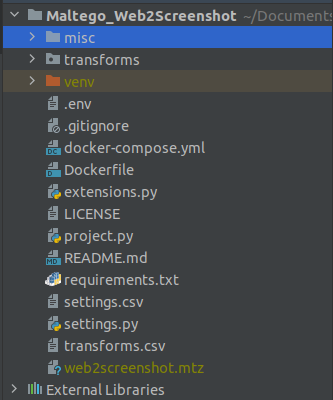 Maltego_Web2Screenshot ~/Documents
misc
transforms
venv
.env
.gitignore
docker-compose.yml
Dockerfile
extensions.py
LICENSE
project.py
README.md
requirements.txt
settings.csv
settings.py
transforms.csv
web2screenshot.mtz
External Libraries